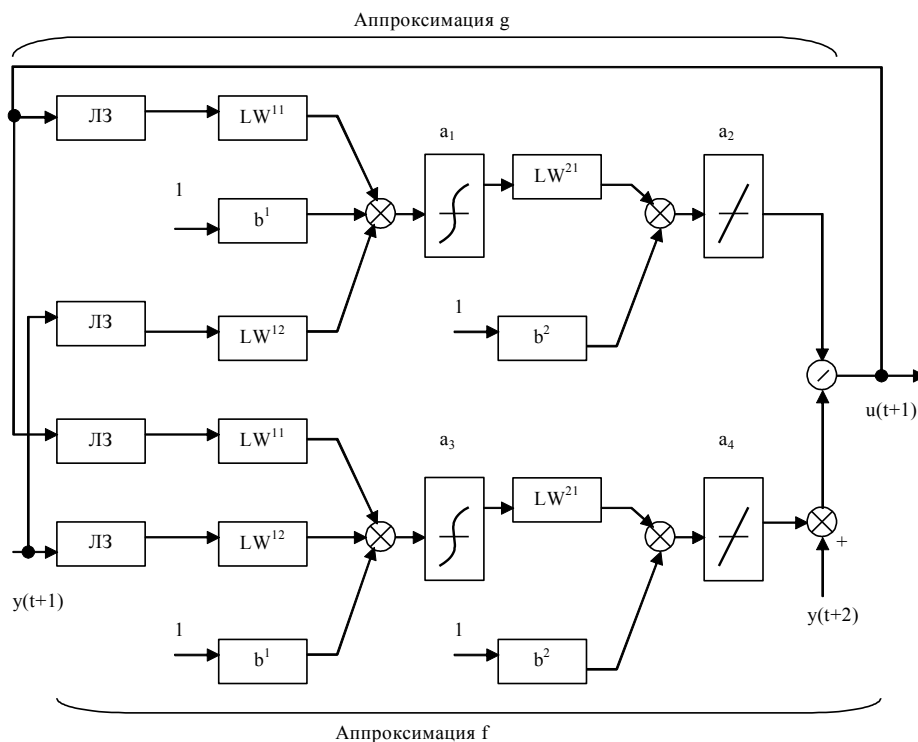 Аппроксимация g
ЛЗ
LW¹¹
a₁
a₂
LW²¹
1
b¹
ЛЗ
LW¹²
1
b²
u(t+1)
ЛЗ
LW¹¹
a₃
a₄
LW²¹
ЛЗ
LW¹²
+
y(t+1)
y(t+2)
1
b¹
1
b²
Аппроксимация f